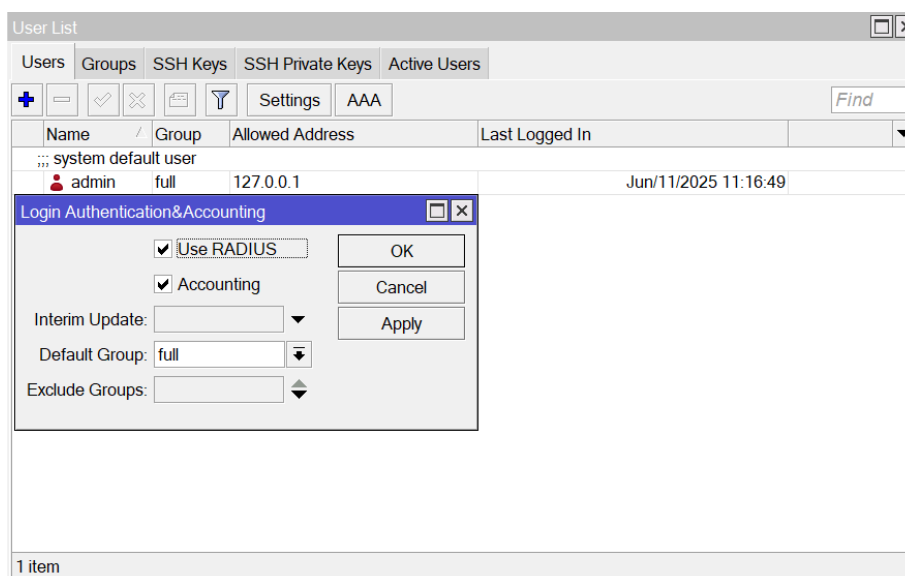 User List
Users Groups SSH Keys SSH Private Keys Active Users
Settings AAA Find
Name Group Allowed Address Last Logged In
;;; system default user
admin full 127.0.0.1 Jun/11/2025 11:16:49
Login Authentication&Accounting
Use RADIUS OK
Accounting Cancel
Interim Update: Apply
Default Group: full
Exclude Groups:
1 item